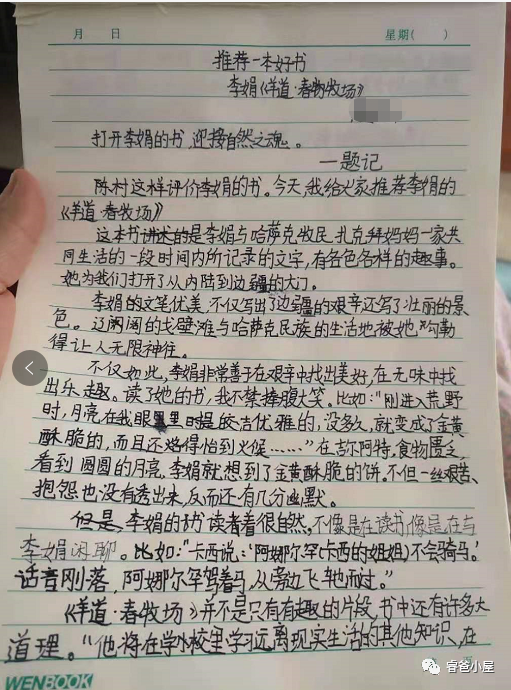 月 日 星期( )
推荐一本好书
李娟《羊道·春牧场》
打开李娟的书,迎接自然之魂。
一题记
陈村这样评价李娟的书。今天,我给大家推荐李娟的
《羊道·春牧场》
这本书讲述的是李娟与哈萨克牧民扎克拜妈妈一家共
同生活的一段时间内所记录的文字,有各色各样的趣事。
她为我们打开了从内陆到边疆的大门。
李娟的文笔优美,不仅写出了边疆的艰辛还写了壮丽的景
色。辽阔的戈壁滩与哈萨克民族的生活地被她勾勒
得让人无限神往。
不仅如此,李娟非常善于在艰辛中找出美好,在无味中找
出乐趣。读了她的书,我不禁捧腹大笑。比如:“刚进入荒野
时,月亮在我眼里时是皎洁优雅的,没多久,就变成了金黄
酥脆的,而且还烙得恰到火候……”在吉尔阿特,食物匮乏,
看到圆圆的月亮,李娟就想到了金黄酥脆的饼。不但一丝艰苦、
抱怨也没有透出来,反而还有几分幽默。
但是,李娟的书读者看很自然,不像是在读书像是在与
李娟闲聊。比如:“卡西说:‘阿娜尔罕(卡西的姐姐)不会骑马。’
话音刚落,阿娜尔罕驾着马,从旁边飞驰而过。”
《羊道·春牧场》并不是只有有趣的片段,书中还有许多大
道理。“他将在学校里学习远离现实生活的其他知识,在
WENBOOK
睿爸小屋